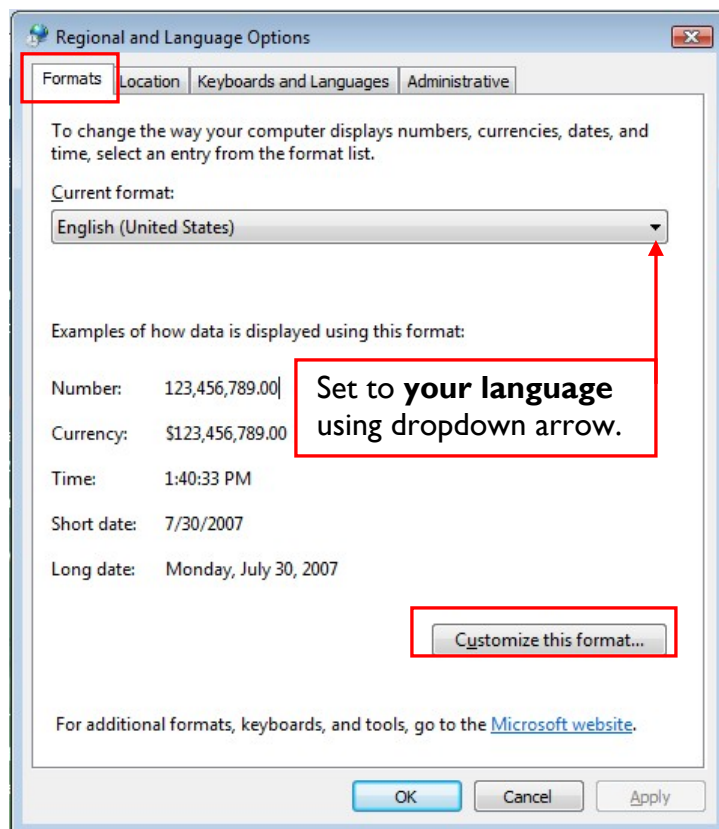 Regional and Language Options
Formats Location Keyboards and Languages Administrative
To change the way your computer displays numbers, currencies, dates, and
time, select an entry from the format list.
Current format:
English (United States)
Examples of how data is displayed using this format:
Number: 123,456,789.00
Currency: $123,456,789.00
Time: 1:40:33 PM
Short date: 7/30/2007
Long date: Monday, July 30, 2007
Set to your language
using dropdown arrow.
Customize this format...
For additional formats, keyboards, and tools, go to the Microsoft website.
OK Cancel Apply